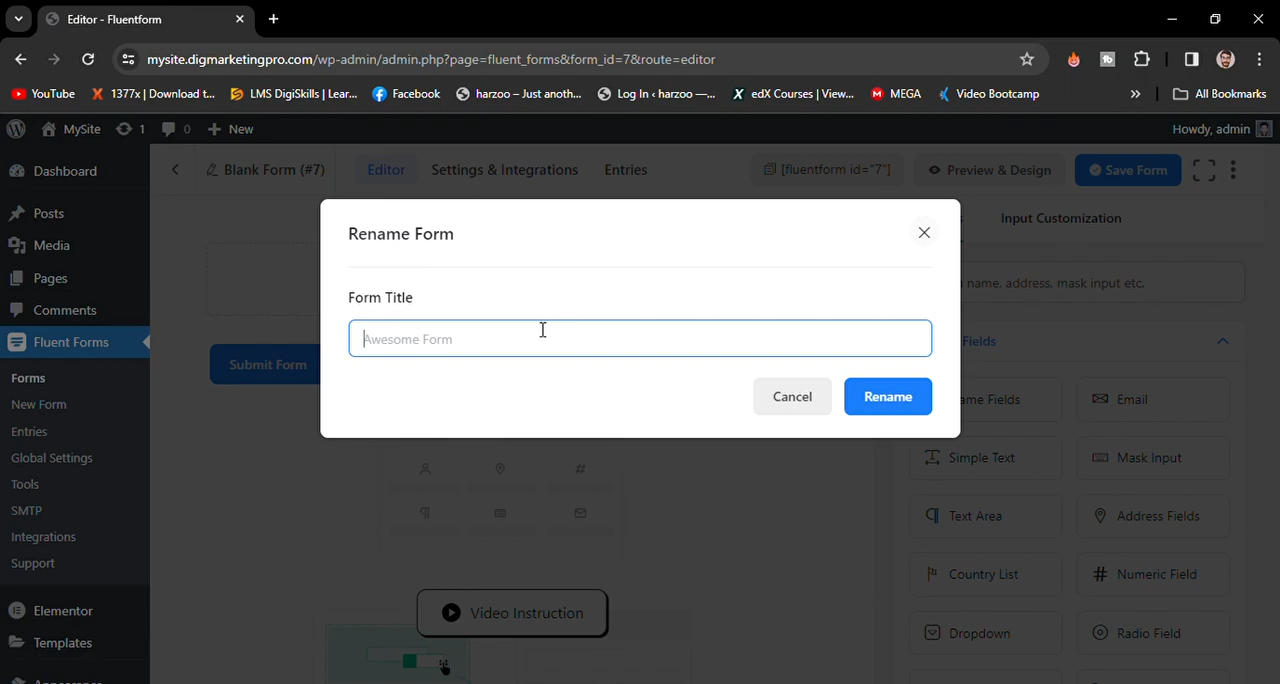 Editor - Fluentform
mysite.digmarketingpro.com/wp-admin/admin.php?page=fluent_forms&form_id=7&route=editor
YouTube 1377x | Download t... LMS DigiSkills | Lear... Facebook harzoo – Just anoth... Log In ‹ harzoo —... edX Courses | View... MEGA Video Bootcamp » All Bookmarks
MySite 1 0 + New Howdy, admin
Dashboard
Posts
Media
Pages
Comments
Fluent Forms
Forms
New Form
Entries
Global Settings
Tools
SMTP
Integrations
Support
Elementor
Templates
Blank Form (#7) Editor Settings & Integrations Entries [fluentform id="7"] Preview & Design Save Form
Input Customization
Rename Form
Form Title
Awesome Form
Cancel Rename
Submit Form
Video Instruction
name, address, mask input etc.
Fields
ame Fields Email
Simple Text Mask Input
Text Area Address Fields
Country List Numeric Field
Dropdown Radio Field